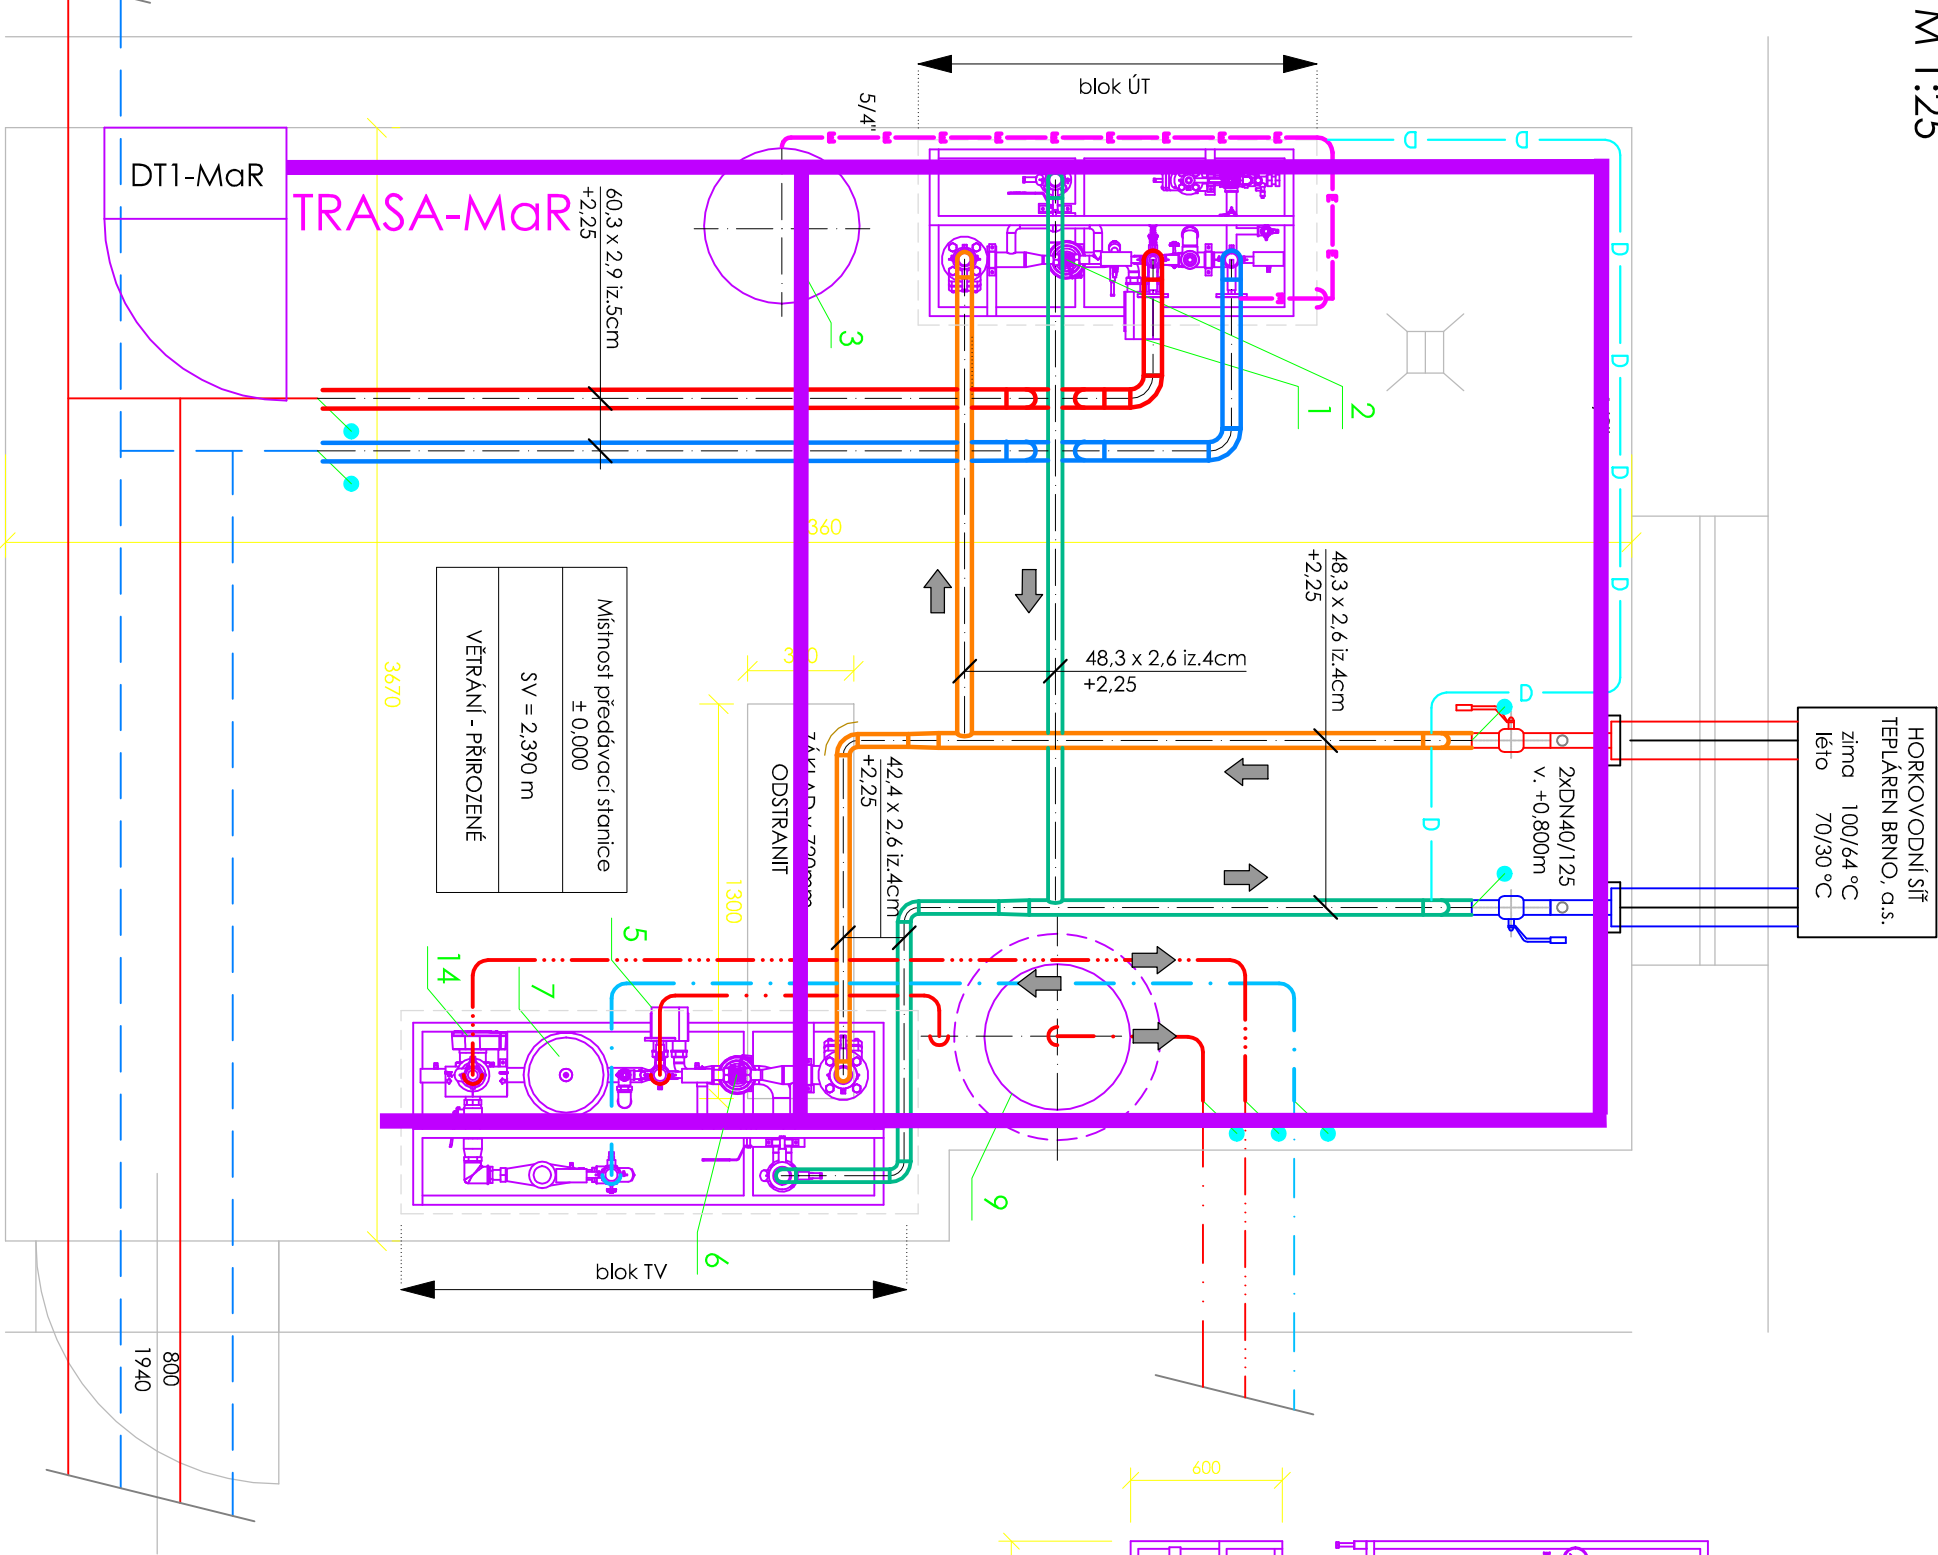 M 1:25
blok ÚT
5/4"
DT1-MaR
TRASA-MaR
60,3 x 2,9 iz.5cm
+2,25
3
1
2
D
D
D
D
D
D
D
D
360
3670
48,3 x 2,6 iz.4cm
+2,25
48,3 x 2,6 iz.4cm
+2,25
Místnost předávací stanice
± 0,000
SV = 2,390 m
VĚTRÁNÍ - PŘIROZENÉ
HORKOVODNÍ SÍŤ
TEPLÁREN BRNO, a.s.
zima 100/64 °C
léto 70/30 °C
2xDN40/125
v. +0,800m
42,4 x 2,6 iz.4cm
+2,25
ODSTRANIT
1300
5
14
7
9
6
blok TV
800
1940
600